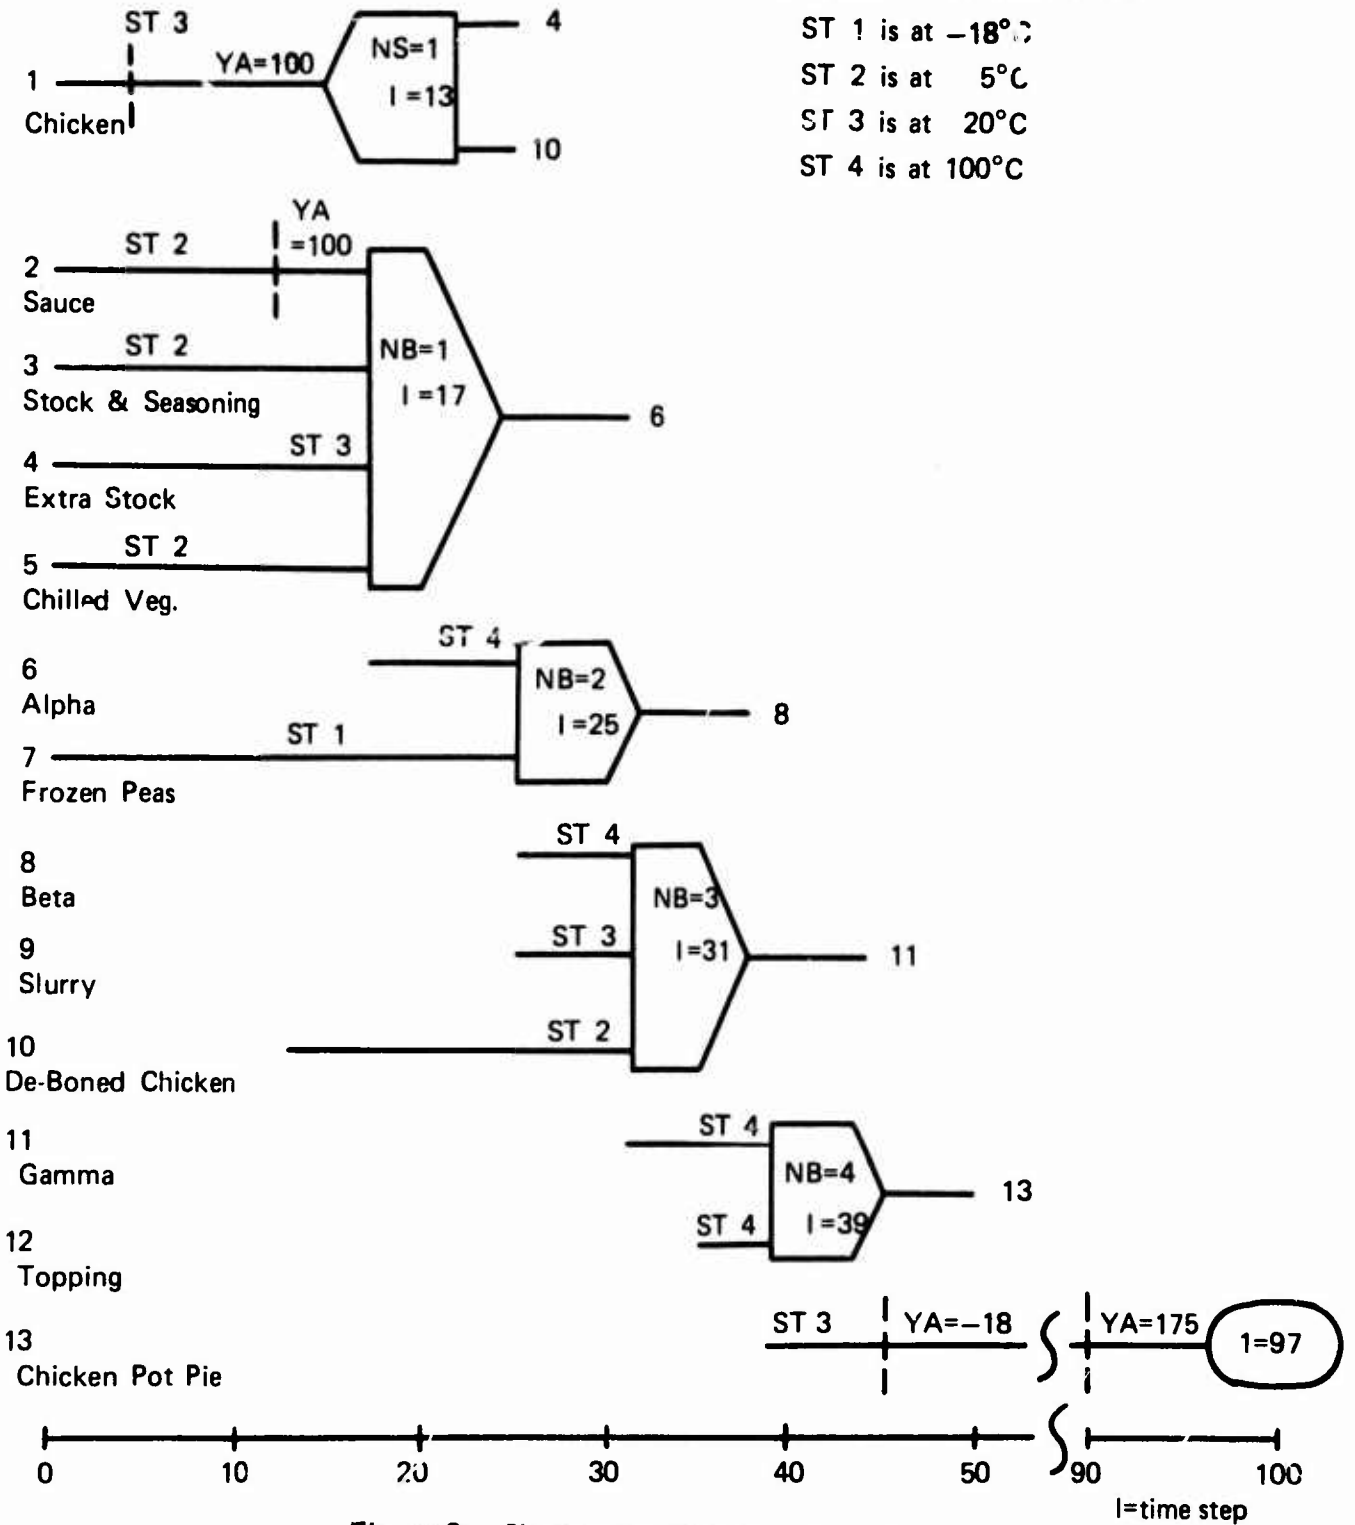 ST 3
4
ST 1 is at −18°C
NS=1
YA=100
1
I =13
ST 2 is at 5°C
Chicken
ST 3 is at 20°C
10
ST 4 is at 100°C
YA
=100
ST 2
2
Sauce
ST 2
3
NB=1
Stock & Seasoning
I =17
6
ST 3
4
Extra Stock
ST 2
5
Chilled Veg.
ST 4
6
NB=2
Alpha
8
I =25
ST 1
7
Frozen Peas
ST 4
8
Beta
NB=3
9
ST 3
I=31
11
Slurry
ST 2
10
De-Boned Chicken
ST 4
11
Gamma
NB=4
13
ST 4
I =39
12
Topping
ST 3
YA=−18
YA=175
13
1=97
Chicken Pot Pie
0 10 20 30 40 50 90 100
I=time step